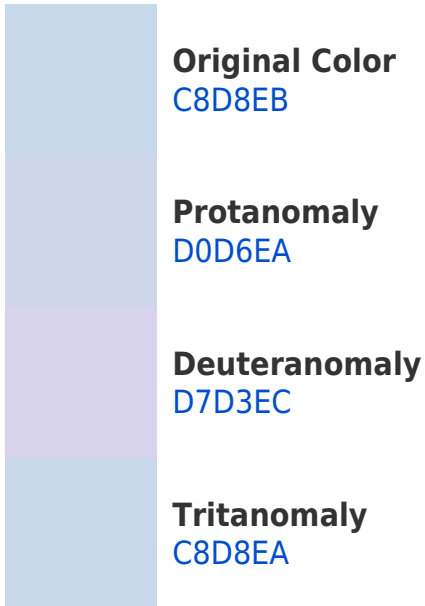 Original Color
C8D8EB
Protanomaly
D0D6EA
Deuteranomaly
D7D3EC
Tritanomaly
C8D8EA